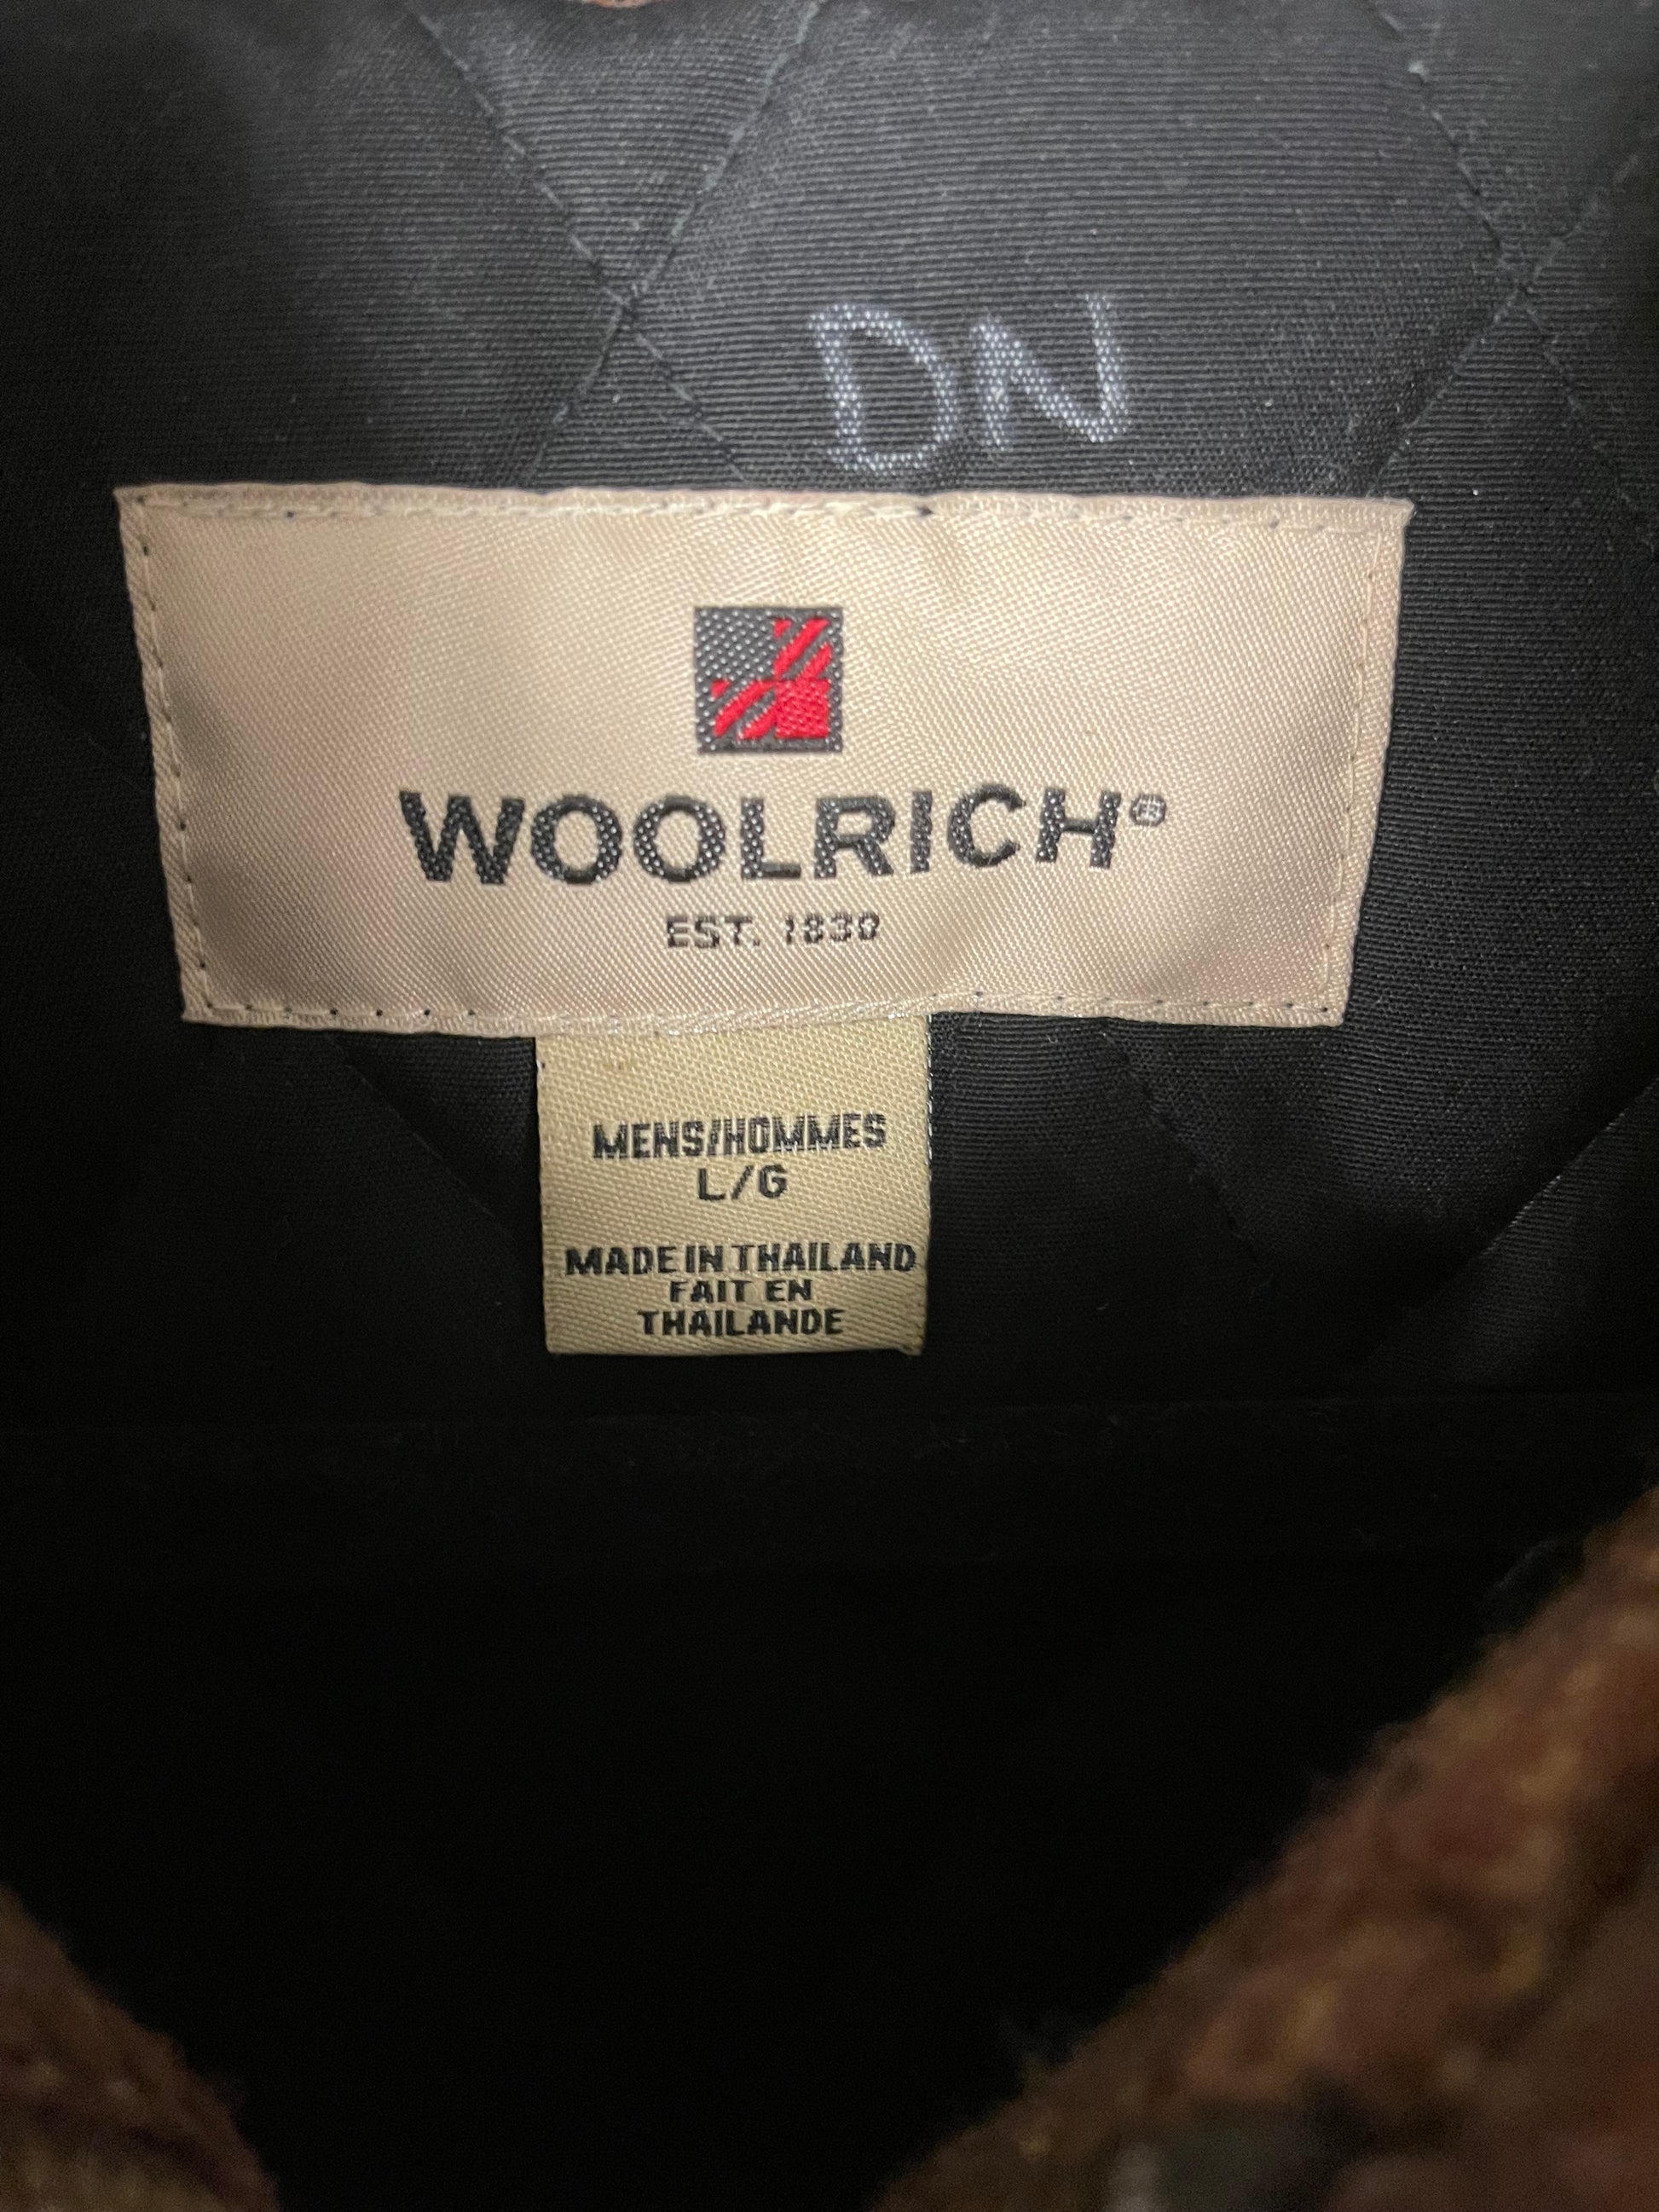 DN
WOOLRICH®
EST. 1830
MENS/HOMMES
L/G
MADE IN THAILAND
FAIT EN
THAILANDE